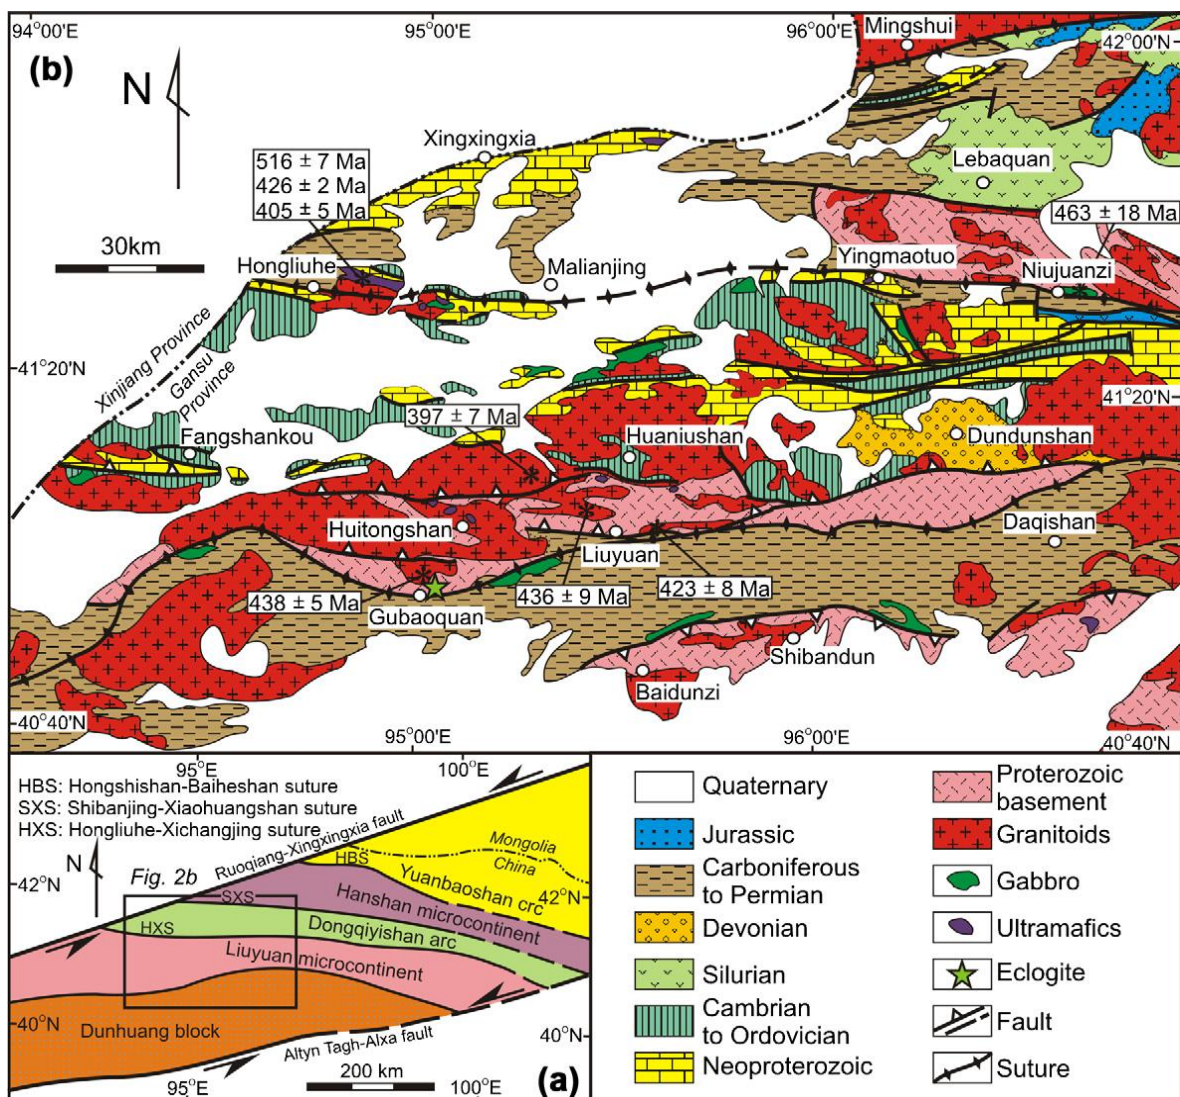 94°00'E
95°00'E
96°00'E
Mingshui
42°00'N
(b)
N
Xingxingxia
516 ± 7 Ma
426 ± 2 Ma
405 ± 5 Ma
Lebaquan
463 ± 18 Ma
30km
Hongliuhe
Malianjing
Yingmaotuo
Niujuanzi
Xinjiang Province
Gansu
Province
41°20'N
41°20'N
397 ± 7 Ma
Fangshankou
Huaniushan
Dundunshan
Huitongshan
Liuyuan
Daqishan
438 ± 5 Ma
436 ± 9 Ma
423 ± 8 Ma
Gubaoquan
Shibandun
Baidunzi
40°40'N
95°00'E
96°00'E
40°40'N
95°E
100°E
HBS: Hongshishan-Baiheshan suture
SXS: Shibanjing-Xiaohuangshan suture
HXS: Hongliuhe-Xichangjing suture
N
Ruoqiang-Xingxingxia fault
HBS
Mongolia
China
Fig. 2b
42°N
Yuanbaoshan crc
42°N
SXS
Hanshan microcontinent
HXS
Dongqiyishan arc
Liuyuan microcontinent
40°N
Dunhuang block
40°N
Altyn Tagh-Alxa fault
95°E
200 km
100°E
(a)
Quaternary
Jurassic
Carboniferous
to Permian
Devonian
Silurian
Cambrian
to Ordovician
Neoproterozoic
Proterozoic
basement
Granitoids
Gabbro
Ultramafics
Eclogite
Fault
Suture